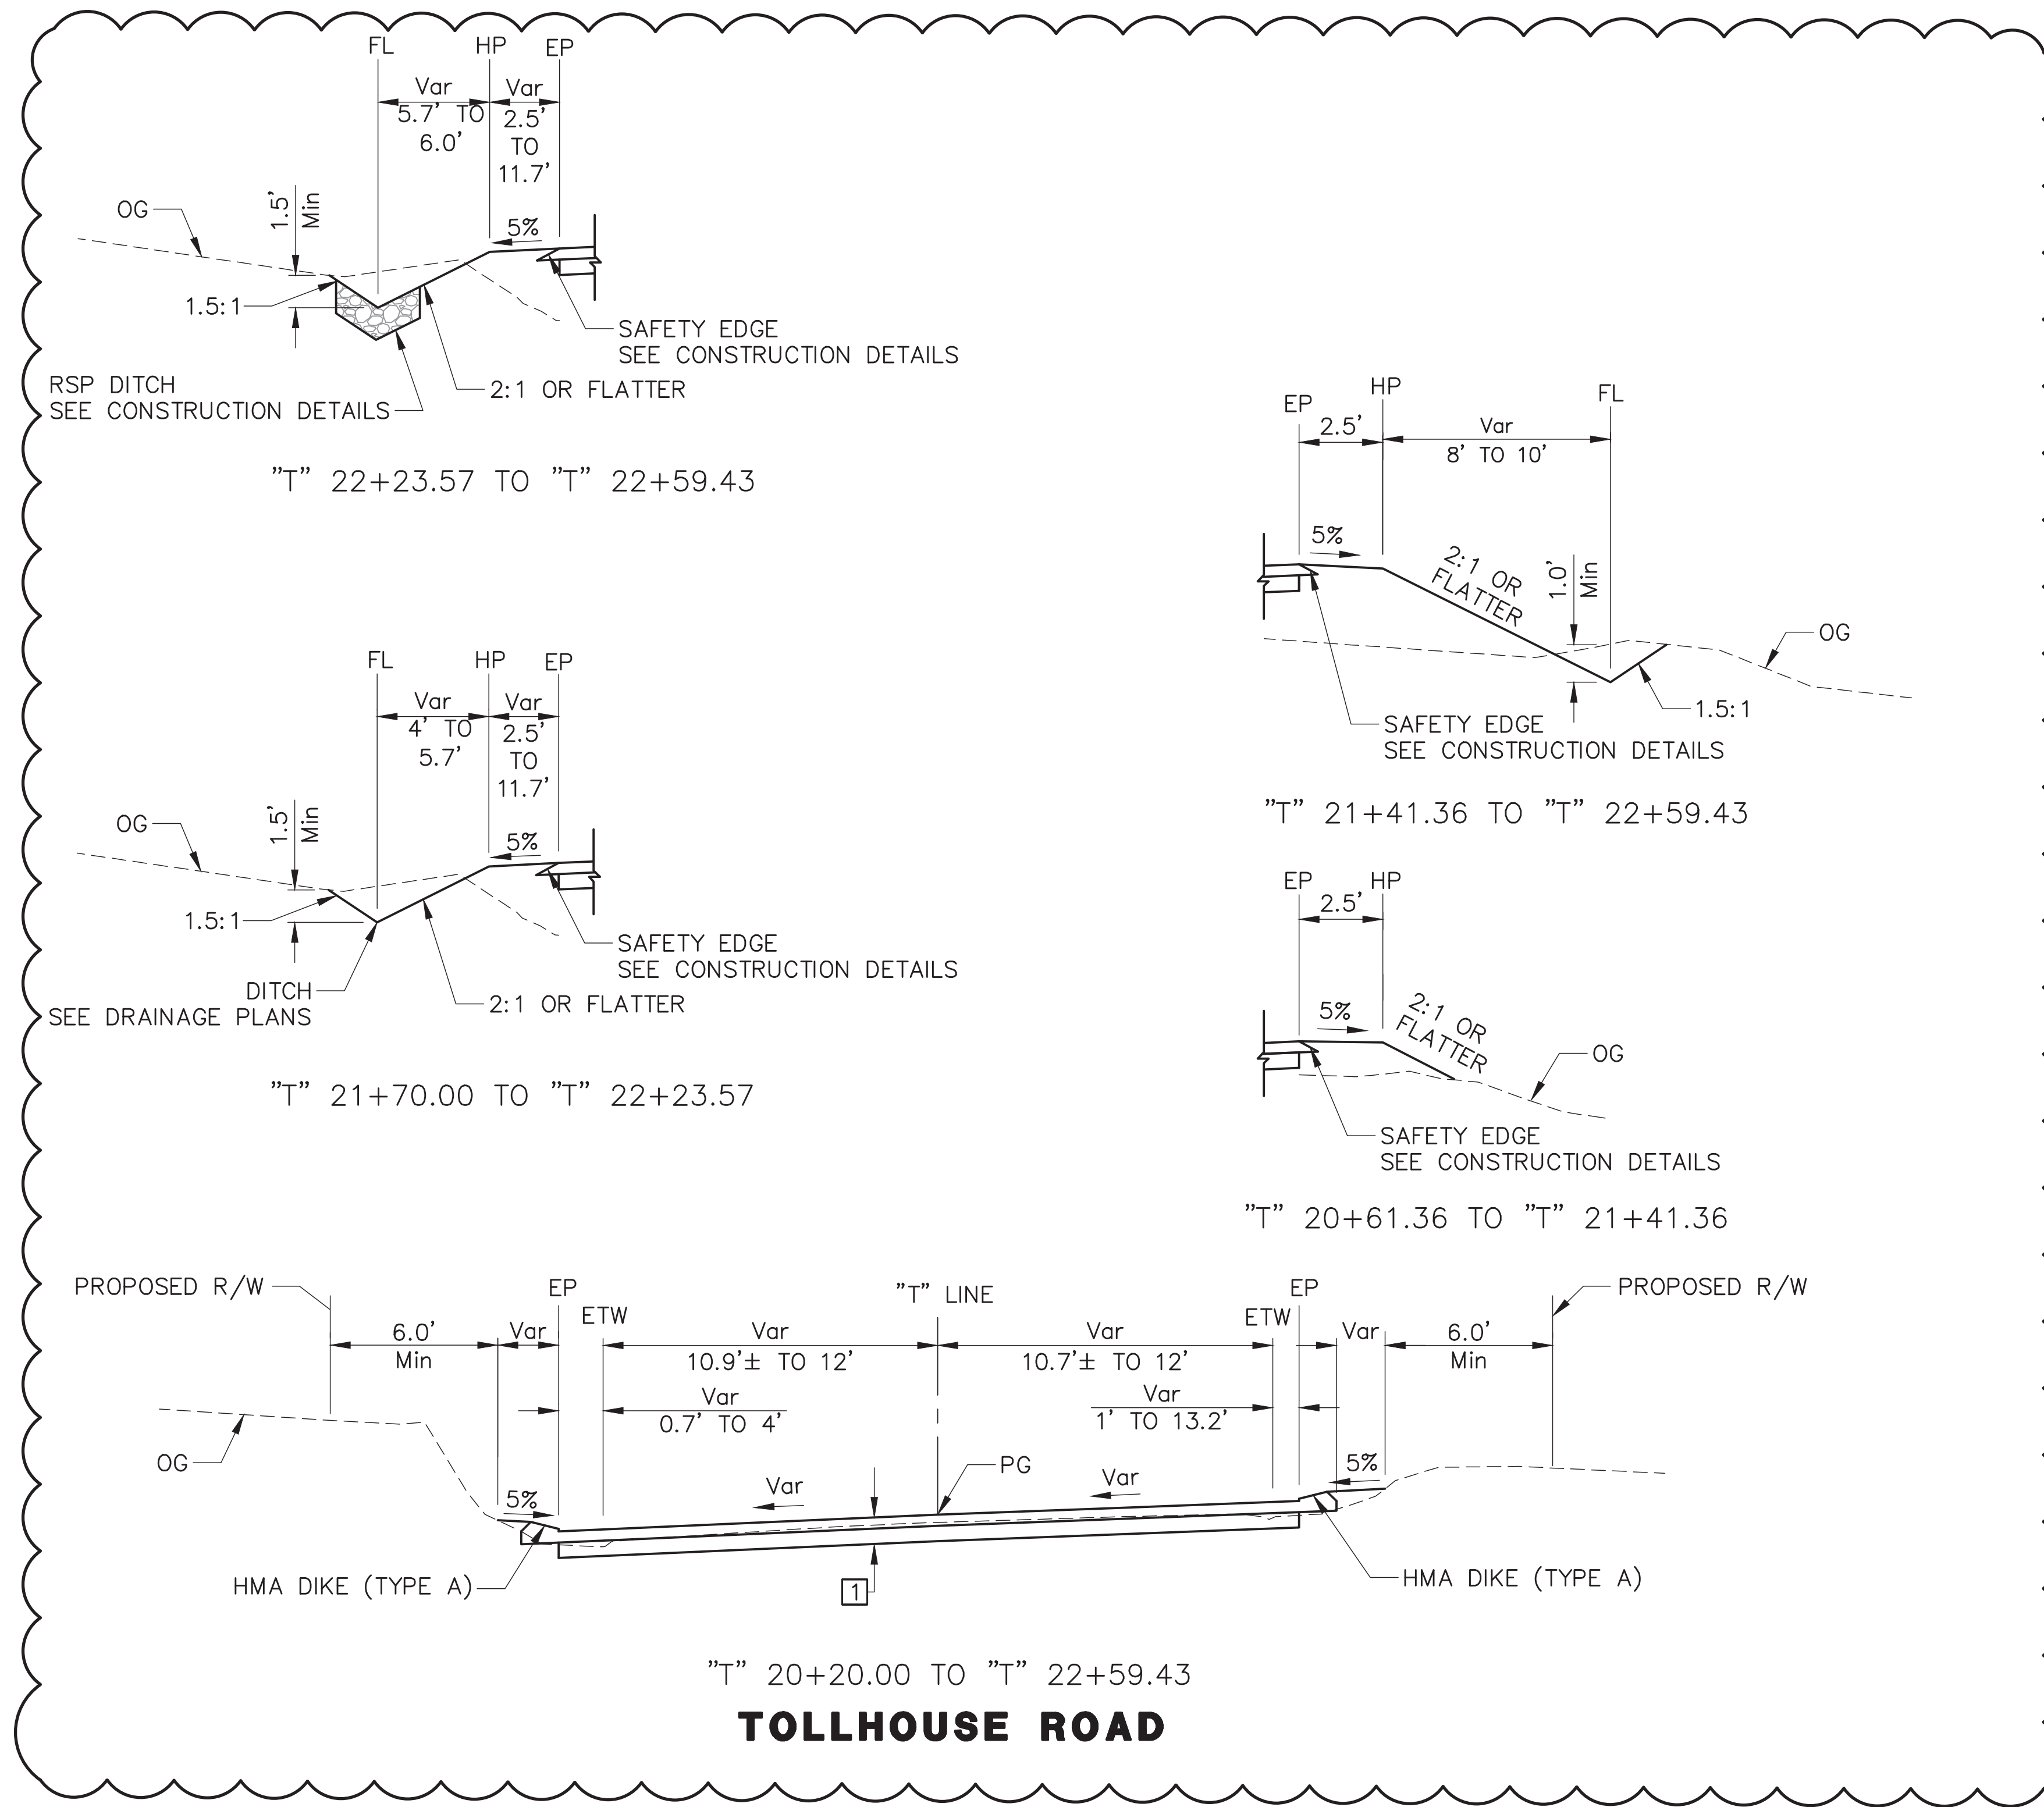 FL
HP
EP
Var
5.7' TO
6.0'
Var
2.5'
TO
11.7'
OG
1.5'
Min
5%
1.5:1
SAFETY EDGE
SEE CONSTRUCTION DETAILS
2:1 OR FLATTER
RSP DITCH
SEE CONSTRUCTION DETAILS
"T" 22+23.57 TO "T" 22+59.43
EP
HP
FL
2.5'
Var
8' TO 10'
5%
2:1 OR
FLATTER
1.0'
Min
OG
1.5:1
SAFETY EDGE
SEE CONSTRUCTION DETAILS
"T" 21+41.36 TO "T" 22+59.43
FL
HP
EP
Var
4' TO
5.7'
Var
2.5'
TO
11.7'
OG
1.5'
Min
5%
1.5:1
SAFETY EDGE
SEE CONSTRUCTION DETAILS
2:1 OR FLATTER
DITCH
SEE DRAINAGE PLANS
"T" 21+70.00 TO "T" 22+23.57
EP
HP
2.5'
5%
2:1 OR
FLATTER
OG
SAFETY EDGE
SEE CONSTRUCTION DETAILS
"T" 20+61.36 TO "T" 21+41.36
PROPOSED R/W
EP
ETW
"T" LINE
ETW
EP
PROPOSED R/W
6.0'
Min
Var
Var
10.9'± TO 12'
Var
10.7'± TO 12'
Var
6.0'
Min
Var
0.7' TO 4'
Var
1' TO 13.2'
OG
5%
Var
PG
Var
5%
HMA DIKE (TYPE A)
1
HMA DIKE (TYPE A)
"T" 20+20.00 TO "T" 22+59.43
TOLLHOUSE ROAD